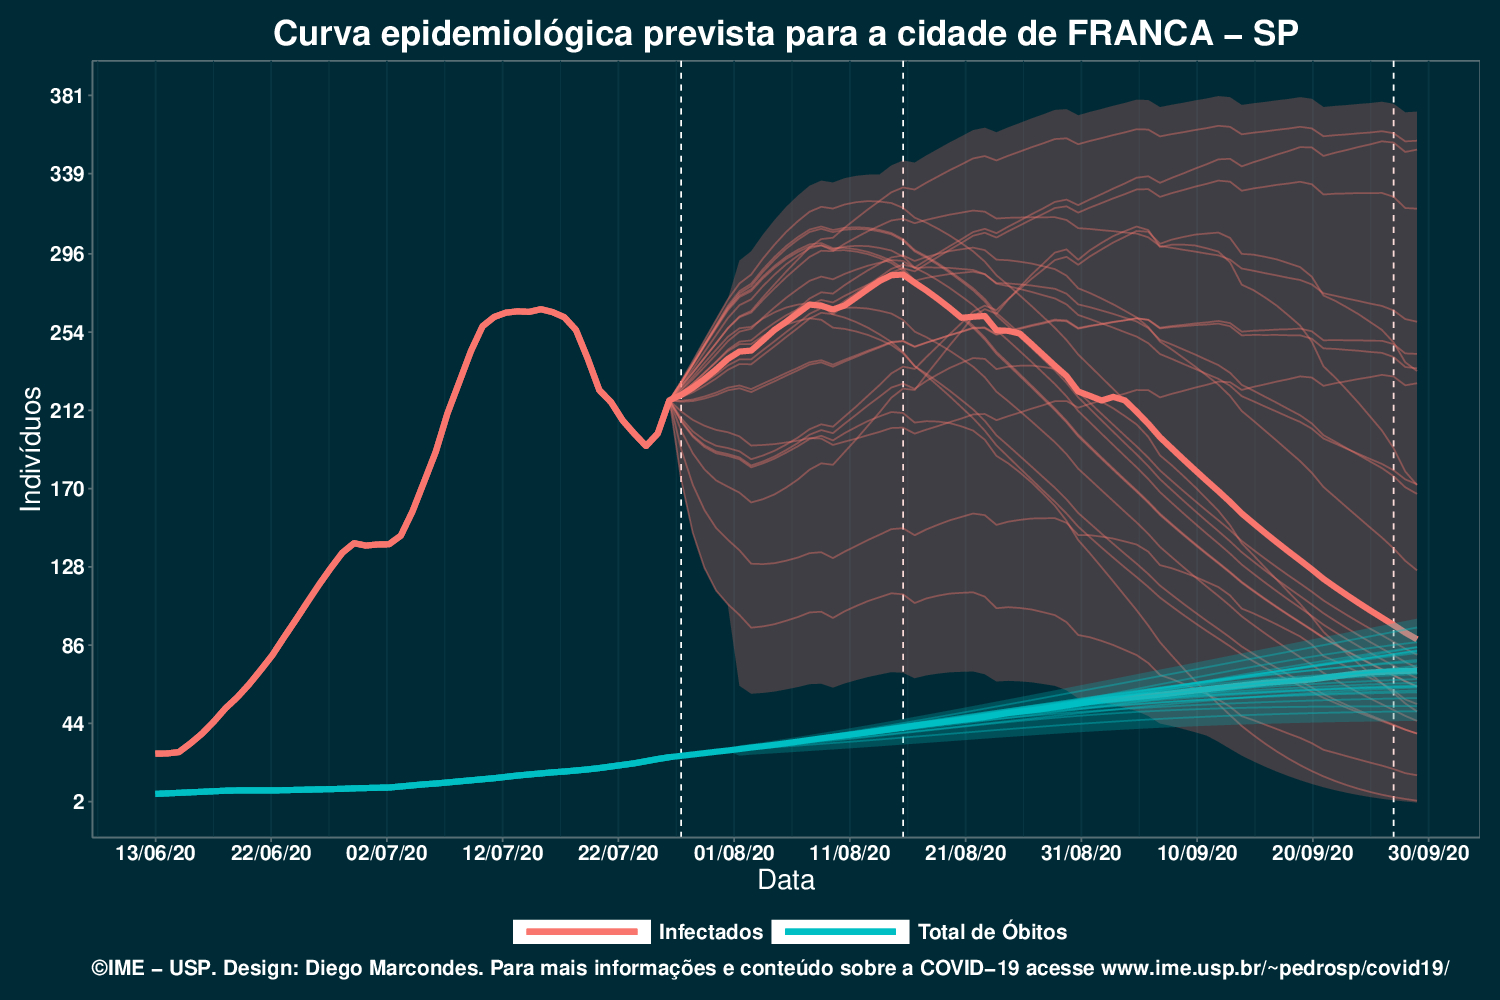 Curva epidemiológica prevista para a cidade de FRANCA – SP
381
339
296
254
212
170
128
86
44
2
Indivíduos
13/06/20 22/06/20 02/07/20 12/07/20 22/07/20 01/08/20 11/08/20 21/08/20 31/08/20 10/09/20 20/09/20 30/09/20
Data
Infectados Total de Óbitos
©IME – USP. Design: Diego Marcondes. Para mais informações e conteúdo sobre a COVID–19 acesse www.ime.usp.br/~pedrosp/covid19/